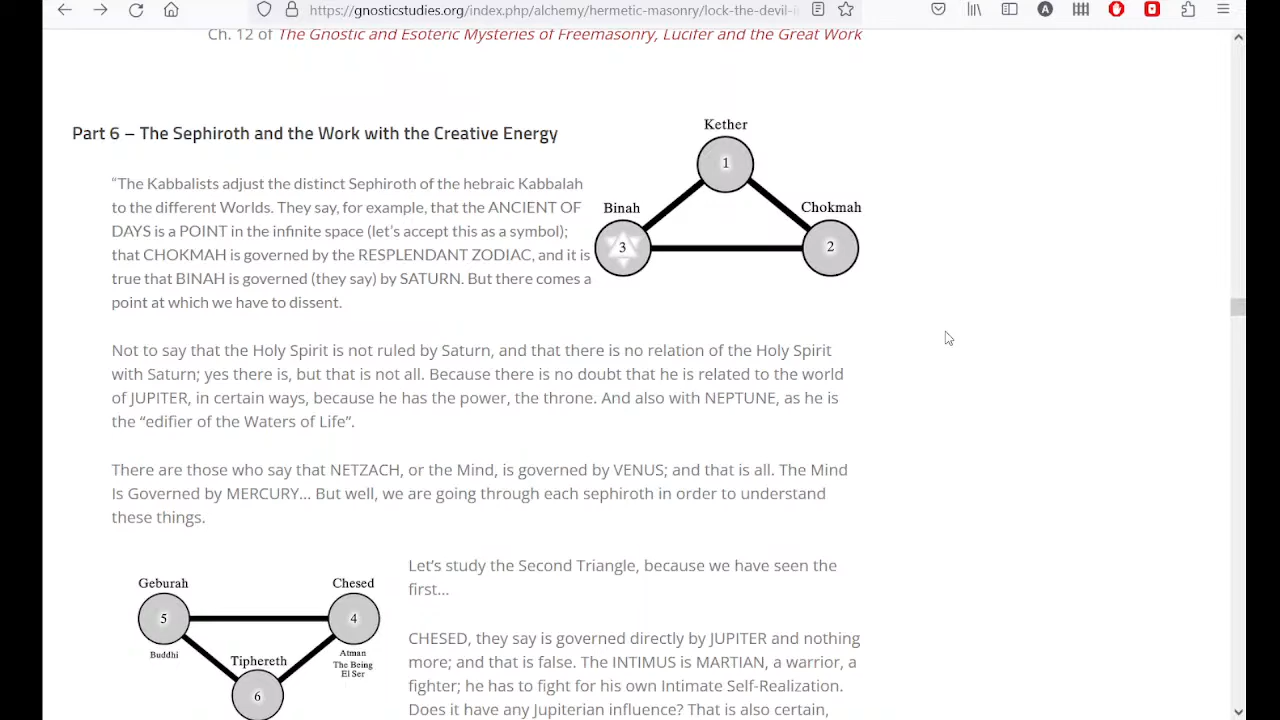 https://gnosticstudies.org/index.php/alchemy/hermetic-masonry/lock-the-devil-i
Ch. 12 of The Gnostic and Esoteric Mysteries of Freemasonry, Lucifer and the Great Work
Part 6 – The Sephiroth and the Work with the Creative Energy
“The Kabbalists adjust the distinct Sephiroth of the hebraic Kabbalah
to the different Worlds. They say, for example, that the ANCIENT OF
DAYS is a POINT in the infinite space (let’s accept this as a symbol);
that CHOKMAH is governed by the RESPLENDANT ZODIAC, and it is
true that BINAH is governed (they say) by SATURN. But there comes a
point at which we have to dissent.
Kether
1
Binah
Chokmah
3
2
Not to say that the Holy Spirit is not ruled by Saturn, and that there is no relation of the Holy Spirit
with Saturn; yes there is, but that is not all. Because there is no doubt that he is related to the world
of JUPITER, in certain ways, because he has the power, the throne. And also with NEPTUNE, as he is
the “edifier of the Waters of Life”.
There are those who say that NETZACH, or the Mind, is governed by VENUS; and that is all. The Mind
Is Governed by MERCURY... But well, we are going through each sephiroth in order to understand
these things.
Geburah
Chesed
5
4
Buddhi
Atman
The Being
El Ser
Tiphereth
6
Let’s study the Second Triangle, because we have seen the
first...
CHESED, they say is governed directly by JUPITER and nothing
more; and that is false. The INTIMUS is MARTIAN, a warrior, a
fighter; he has to fight for his own Intimate Self-Realization.
Does it have any Jupiterian influence? That is also certain,